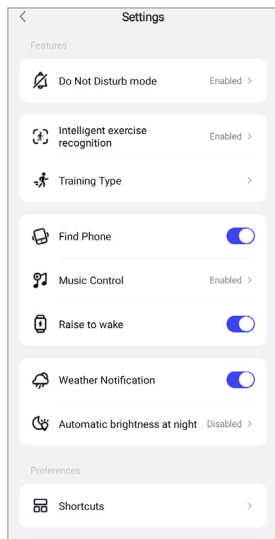 Settings
Features
Do Not Disturb mode Enabled
Intelligent exercise
recognition Enabled
Training Type
Find Phone
Music Control Enabled
Raise to wake
Weather Notification
Automatic brightness at night Disabled
Preferences
Shortcuts